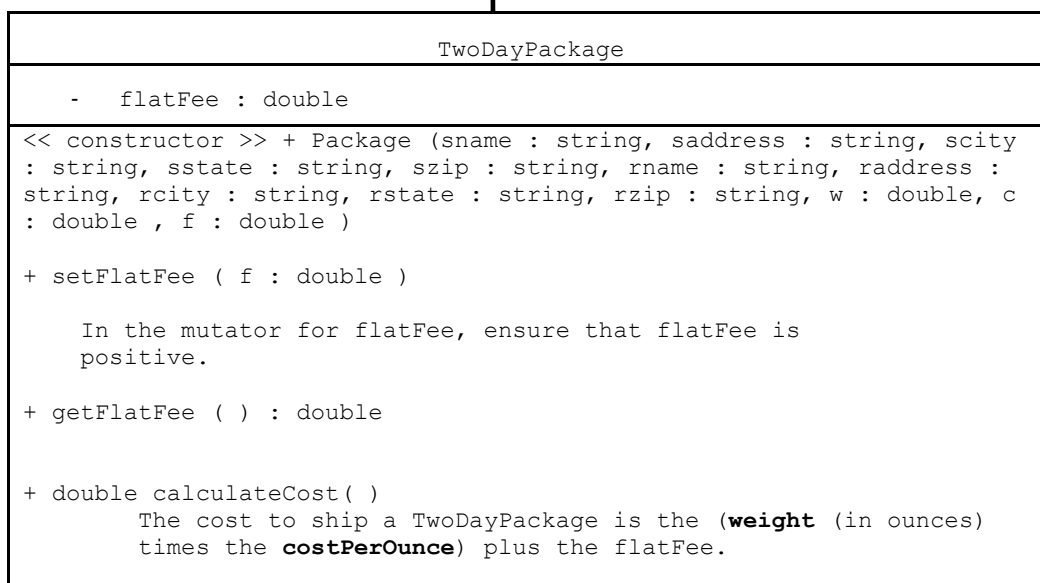 TwoDayPackage
- flatFee : double
<< constructor >> + Package (sname : string, saddress : string, scity
: string, sstate : string, szip : string, rname : string, raddress :
string, rcity : string, rstate : string, rzip : string, w : double, c
: double , f : double )
+ setFlatFee ( f : double )
In the mutator for flatFee, ensure that flatFee is
positive.
+ getFlatFee ( ) : double
+ double calculateCost( )
The cost to ship a TwoDayPackage is the (weight (in ounces)
times the costPerOunce) plus the flatFee.